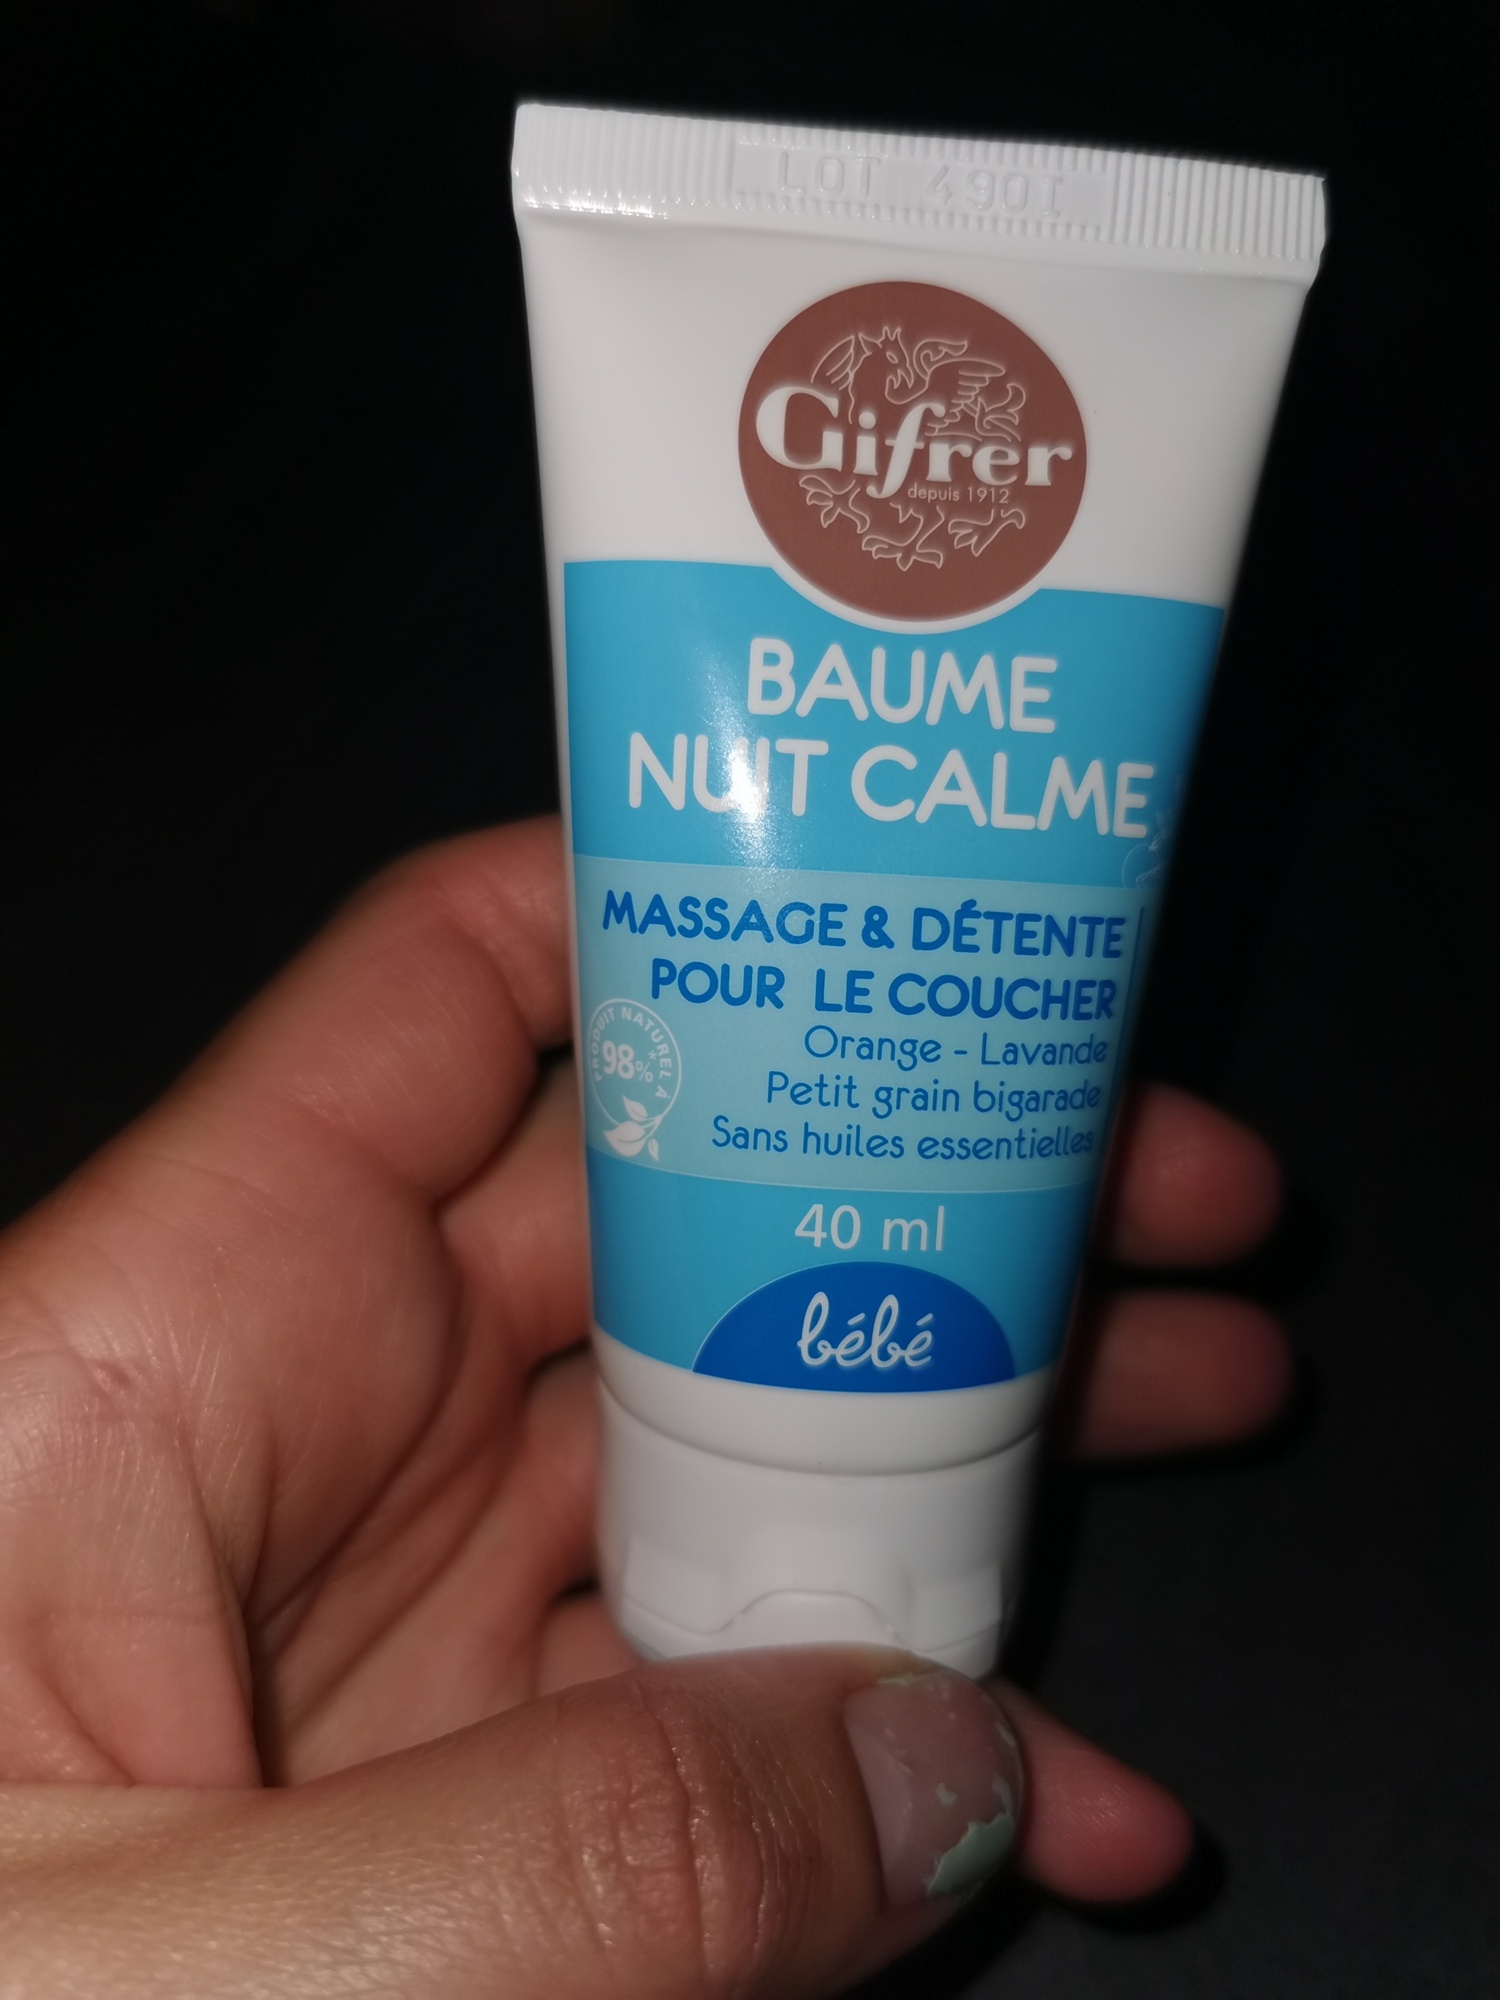 LOT 490I
Gifrer
depuis 1912
BAUME
NUIT CALME
MASSAGE & DÉTENTE
POUR LE COUCHER
Orange - Lavande
Petit grain bigarade
Sans huiles essentielles
PRODUIT NATUREL À
98%*
40 ml
bébé